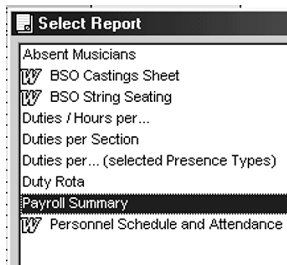 Select Report
Absent Musicians
BSO Castings Sheet
BSO String Seating
Duties / Hours per...
Duties per Section
Duties per... (selected Presence Types)
Duty Rota
Payroll Summary
Personnel Schedule and Attendance